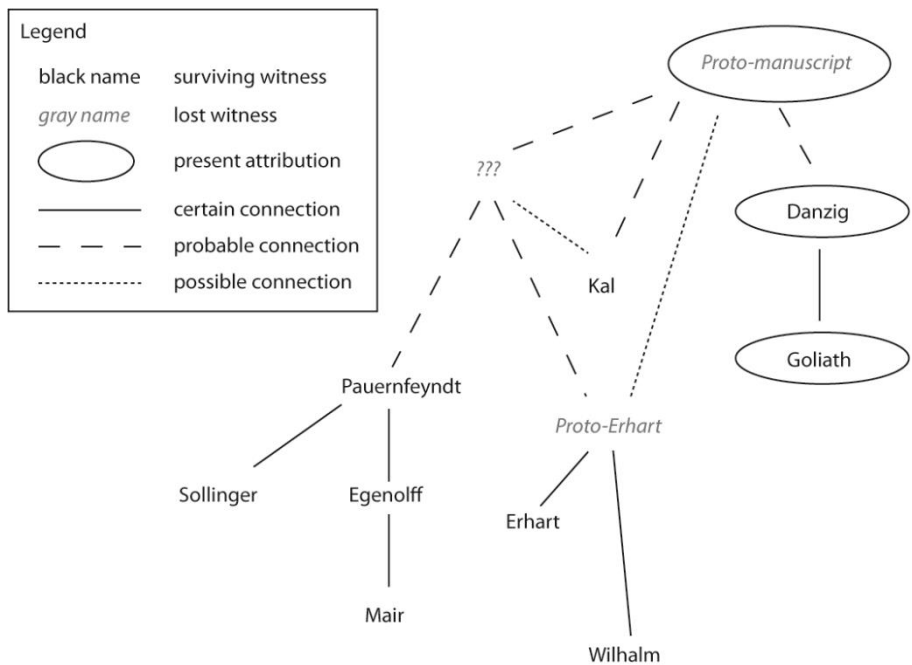 Legend
black name surviving witness
gray name lost witness
present attribution
certain connection
probable connection
possible connection
Proto-manuscript
???
Danzig
Kal
Goliath
Pauernfeyndt
Proto-Erhart
Sollinger
Egenolff
Erhart
Mair
Wilhalm